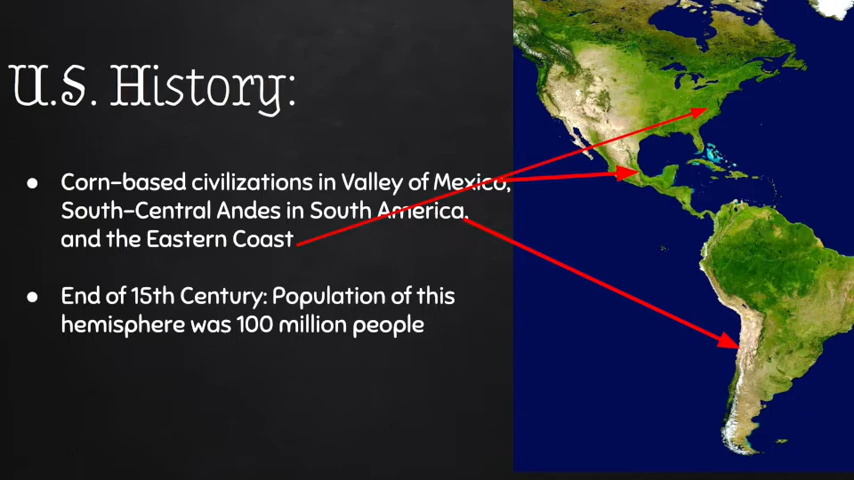 U.S. History:
● Corn-based civilizations in Valley of Mexico,
South-Central Andes in South America,
and the Eastern Coast
● End of 15th Century: Population of this
hemisphere was 100 million people